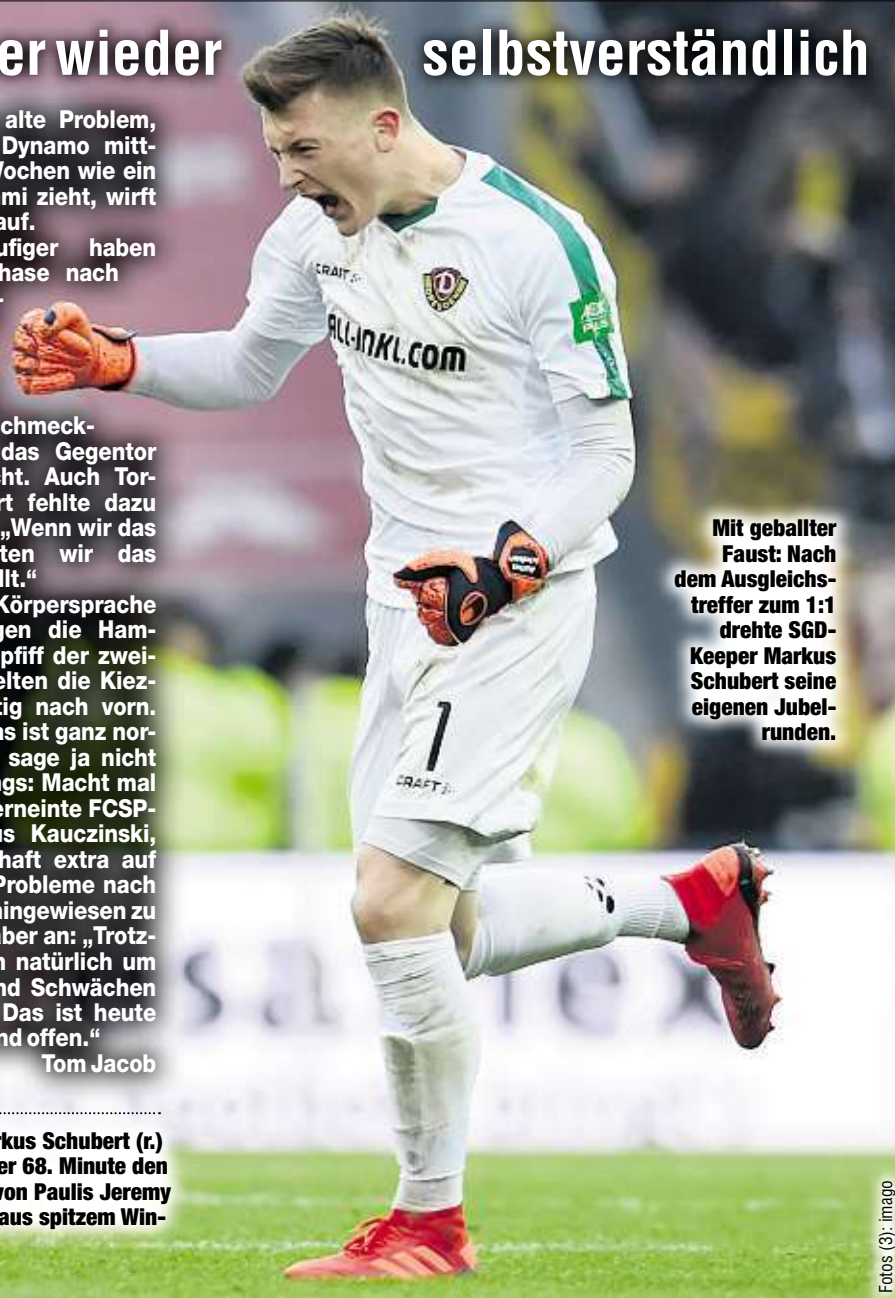 er wieder selbstverständlich
alte Problem,
Dynamo mitt-
Wochen wie ein
mi zieht, wirft
auf.
ufiger haben
hase nach
chmeck-
das Gegentor
cht. Auch Tor-
rt fehlte dazu
„Wenn wir das
ten wir das
llt.“
Körpersprache
gen die Ham-
pfiff der zwei-
elten die Kiez-
tig nach vorn.
as ist ganz nor-
sage ja nicht
ngs: Macht mal
erneinte FCSP-
us Kauczinski,
haft extra auf
Probleme nach
hingewiesen zu
aber an: „Trotz-
n natürlich um
nd Schwächen
Das ist heute
nd offen.“
Tom Jacob
rkus Schubert (r.)
er 68. Minute den
von Paulis Jeremy
aus spitzem Win-
CRAFT
D
DRESDEN
ALL-INKL.COM
1
CRAFT
Mit geballter
Faust: Nach
dem Ausgleichs-
treffer zum 1:1
drehte SGD-
Keeper Markus
Schubert seine
eigenen Jubel-
runden.
Fotos (3): imago